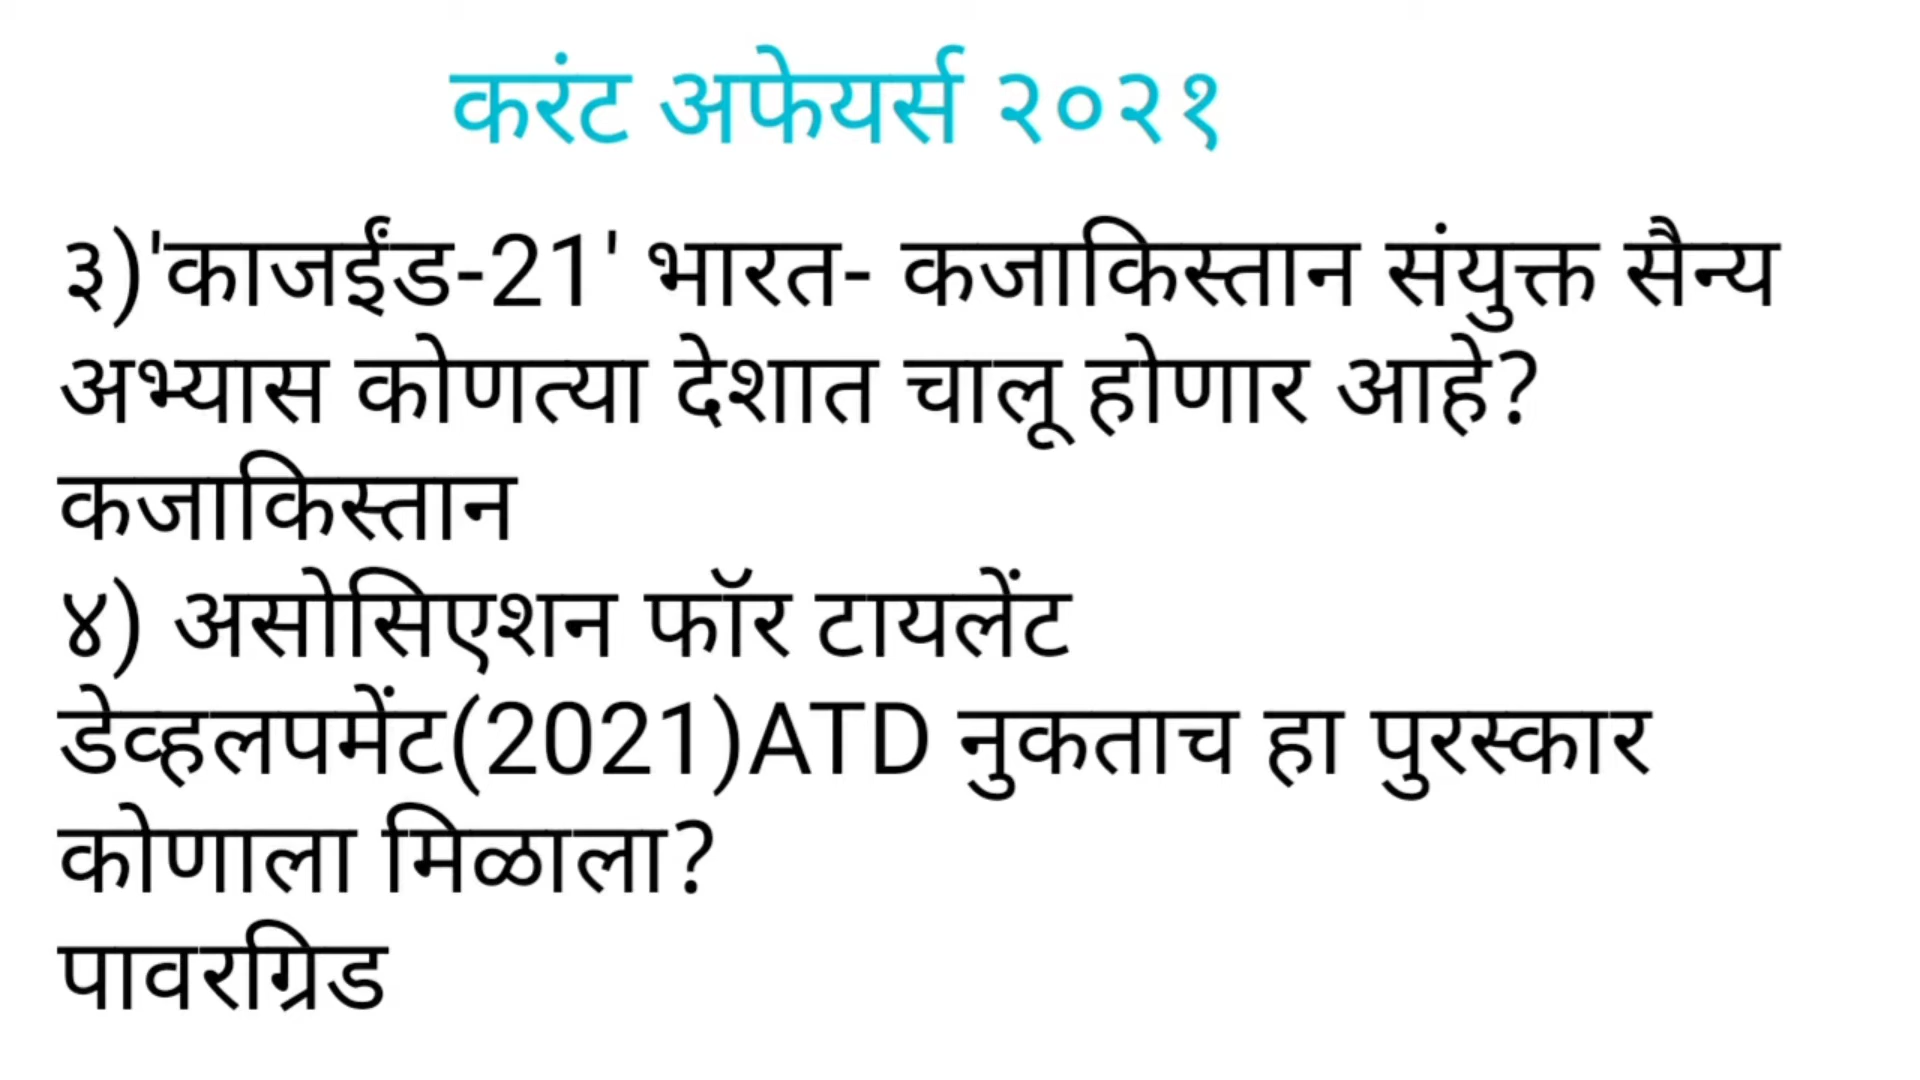 करंट अफेयर्स २०२१
३)'काजईंड-21' भारत- कजाकिस्तान संयुक्त सैन्य
अभ्यास कोणत्या देशात चालू होणार आहे?
कजाकिस्तान
४) असोसिएशन फॉर टायलेंट
डेव्हलपमेंट(2021)ATD नुकताच हा पुरस्कार
कोणाला मिळाला?
पावरग्रिड